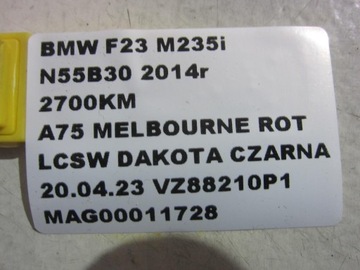 BMW F23 M235i
N55B30 2014r
2700KM
A75 MELBOURNE ROT
LCSW DAKOTA CZARNA
20.04.23 VZ88210P1
MAG00011728